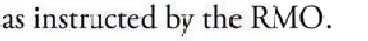 as instructed by the RMO.